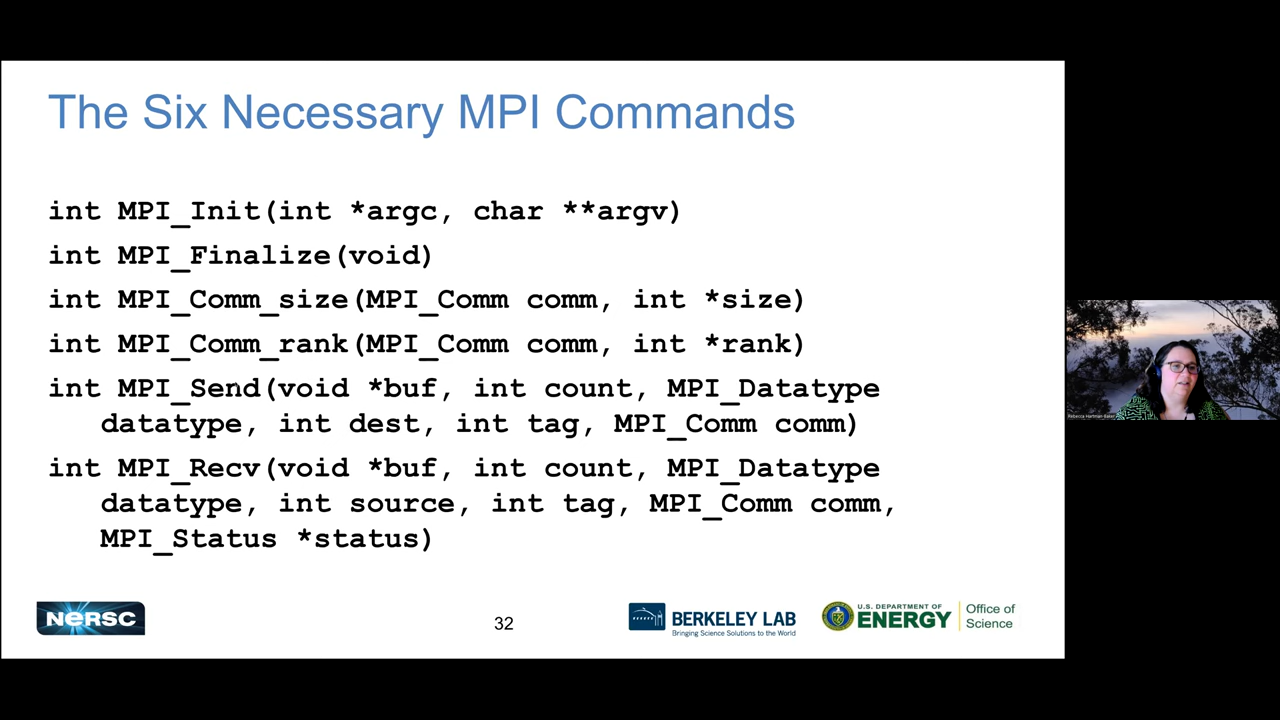 The Six Necessary MPI Commands
int MPI_Init(int *argc, char **argv)
int MPI_Finalize(void)
int MPI_Comm_size(MPI_Comm comm, int *size)
int MPI_Comm_rank(MPI_Comm comm, int *rank)
int MPI_Send(void *buf, int count, MPI_Datatype
datatype, int dest, int tag, MPI_Comm comm)
int MPI_Recv(void *buf, int count, MPI_Datatype
datatype, int source, int tag, MPI_Comm comm,
MPI_Status *status)
NERSC
32
BERKELEY LAB
Bringing Science Solutions to the World
U.S. DEPARTMENT OF
ENERGY
Office of
Science
Rebecca Hartman-Baker